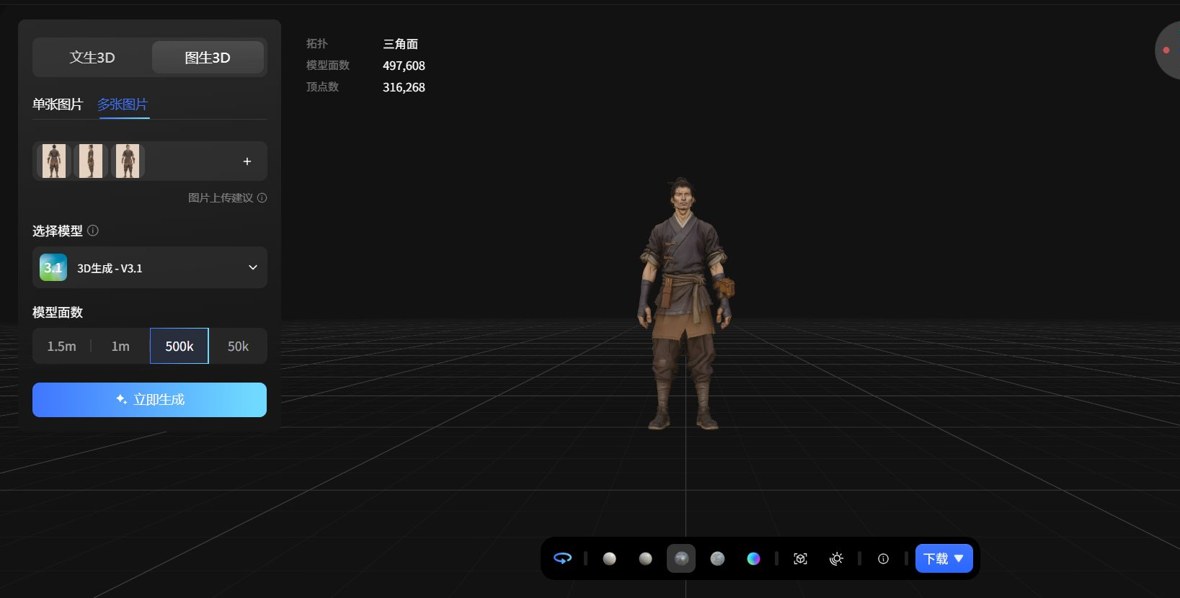 文生3D 图生3D
单张图片 多张图片
+
图片上传建议
选择模型
3.1 3D生成 - V3.1
模型面数
1.5m 1m 500k 50k
立即生成
拓扑 三角面
模型面数 497,608
顶点数 316,268
下载